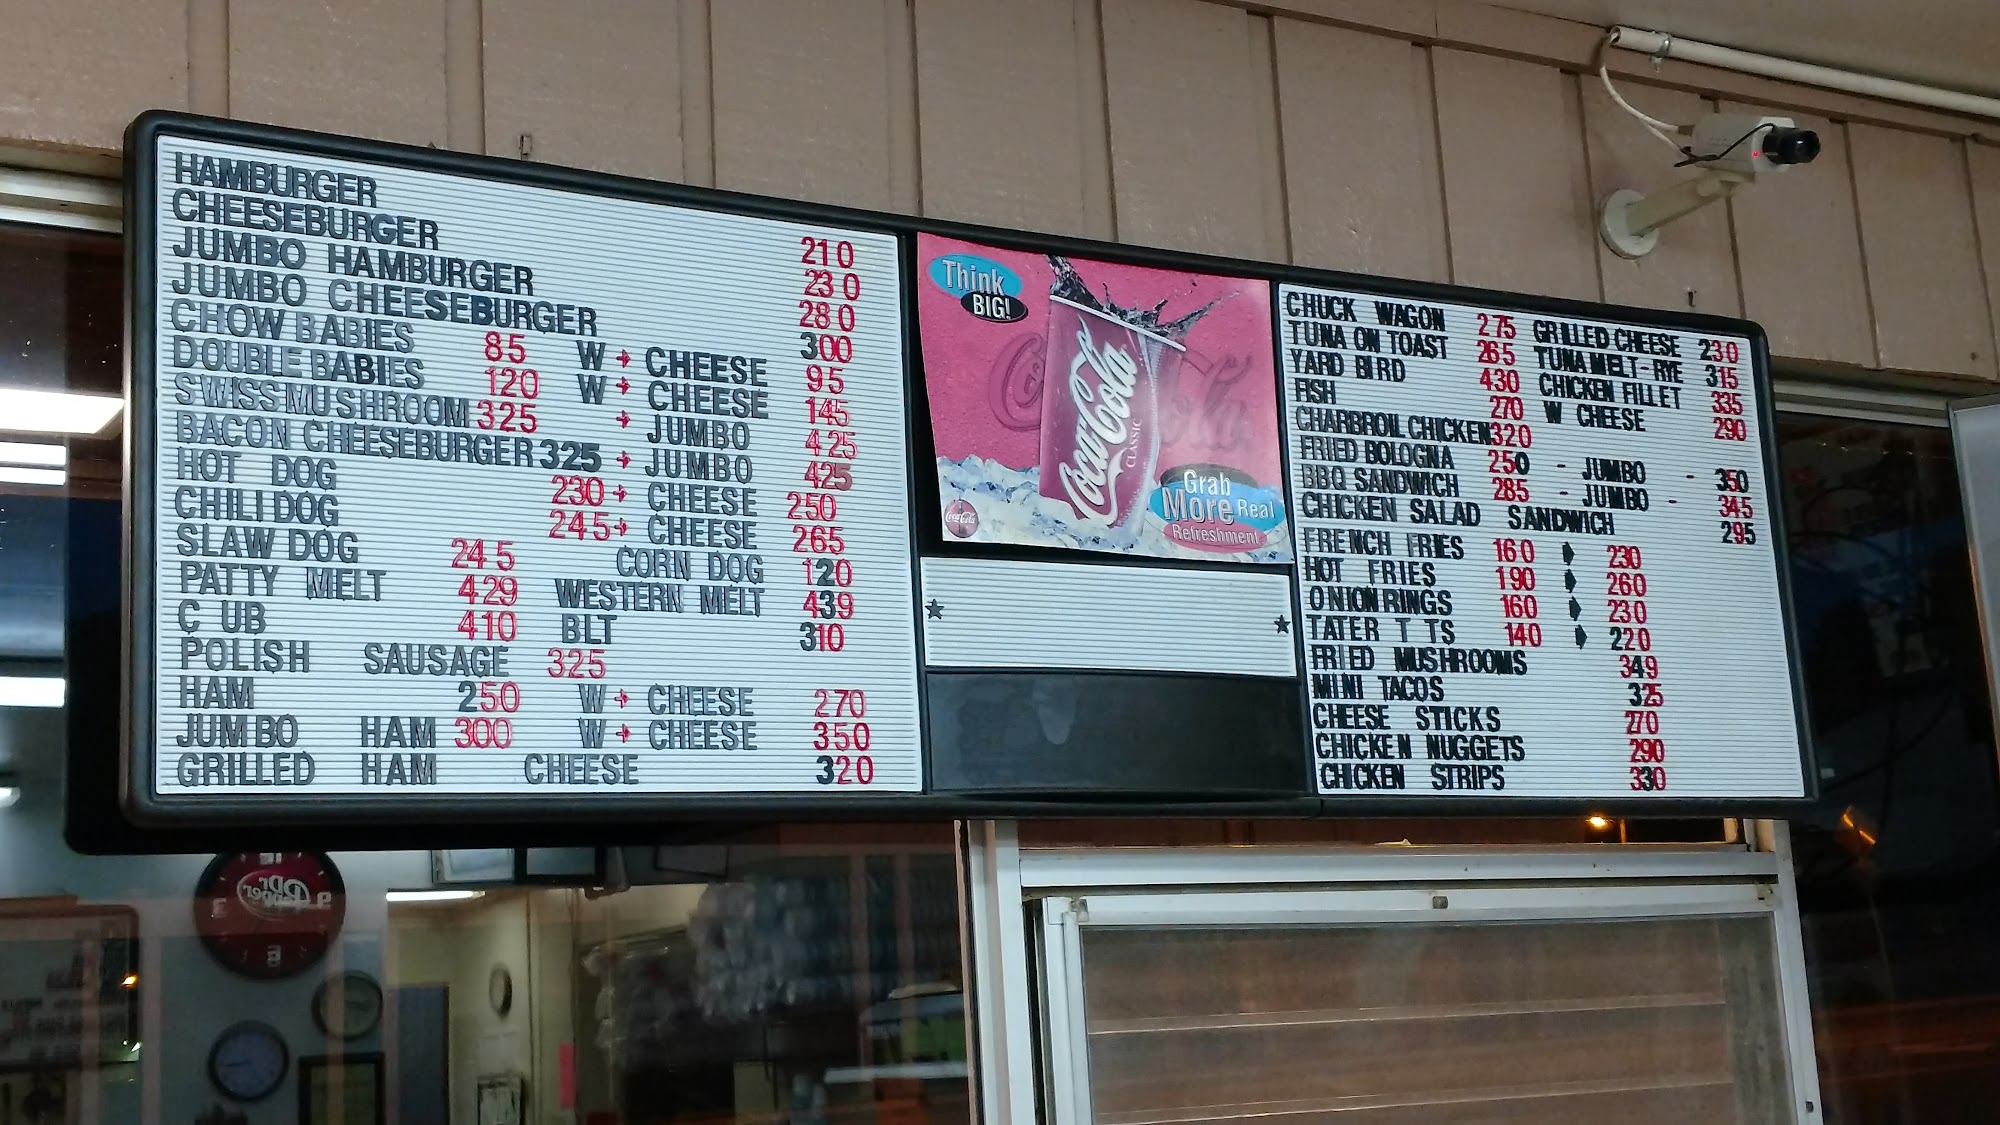 HAMBURGER 210
CHEESEBURGER 230
JUMBO HAMBURGER 280
JUMBO CHEESEBURGER 300
CHOW BABIES 85 W → CHEESE 95
DOUBLE BABIES 120 W → CHEESE 145
SWISS MUSHROOM 325 → JUMBO 425
BACON CHEESEBURGER 325 → JUMBO 425
HOT DOG 230 → CHEESE 250
CHILI DOG 245 → CHEESE 265
SLAW DOG 245 CORN DOG 120
PATTY MELT 429 WESTERN MELT 439
C UB 410 BLT 310
POLISH SAUSAGE 325
HAM 250 W → CHEESE 270
JUMBO HAM 300 W → CHEESE 350
GRILLED HAM CHEESE 320
Think
BIG!
Coca-Cola
CLASSIC
Grab
More Real
Refreshment
Coca-Cola
CHUCK WAGON 275 GRILLED CHEESE 230
TUNA ON TOAST 265 TUNA MELT - RYE 315
YARD BIRD 430 CHICKEN FILLET 335
FISH 270 W CHEESE 290
CHARBROIL CHICKEN 320
FRIED BOLOGNA 250 - JUMBO - 350
BBQ SANDWICH 285 - JUMBO - 345
CHICKEN SALAD SANDWICH 295
FRENCH FRIES 160 → 230
HOT FRIES 190 → 260
ONION RINGS 160 → 230
TATER T TS 140 → 220
FRIED MUSHROOMS 349
MINI TACOS 325
CHEESE STICKS 270
CHICKEN NUGGETS 290
CHICKEN STRIPS 330
Dr Pepper